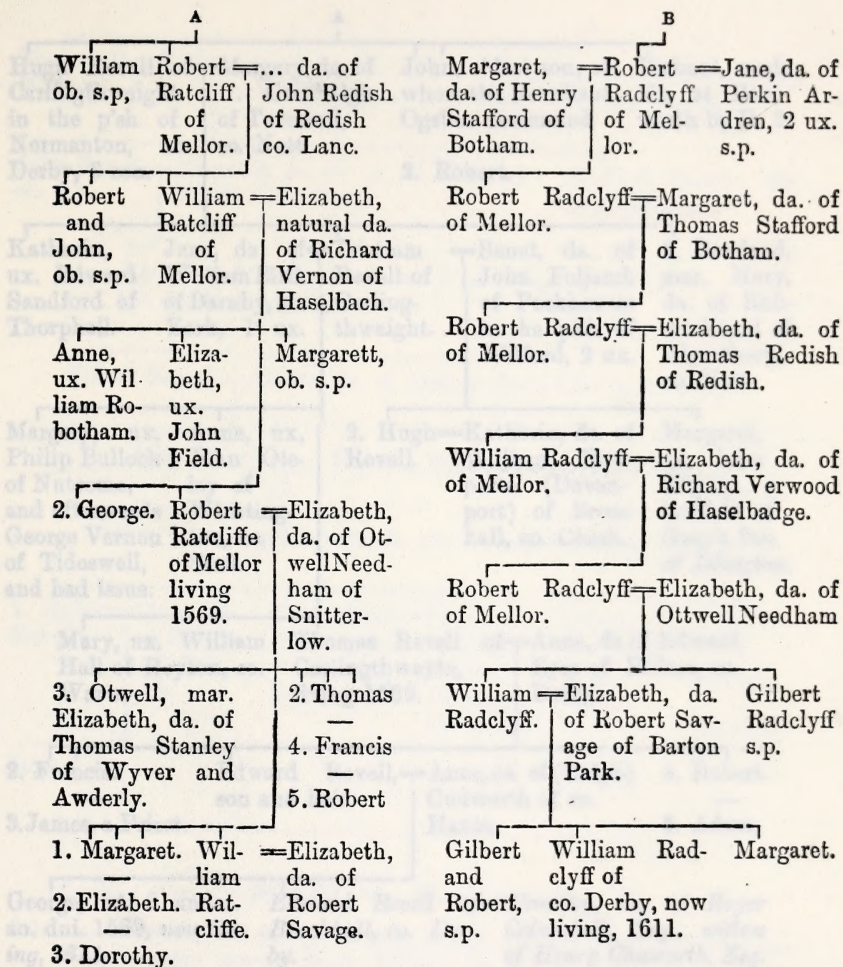 A
William Robert = ... da. of
ob. s.p, Ratcliff John Redish
of of Redish
Mellor. co. Lanc.
Robert William = Elizabeth,
and Ratcliff natural da.
John, of of Richard
ob. s.p. Mellor. Vernon of
Haselbach.
Anne, Eliza- Margarett,
ux. Wil- beth, ob. s.p.
liam Ro- ux.
botham. John
Field.
2. George. Robert = Elizabeth,
Ratcliffe da. of Ot-
of Mellor well Need-
living ham of
1569. Snitter-
low.
3. Otwell, mar. 2. Thomas
Elizabeth, da. of —
Thomas Stanley 4. Francis
of Wyver and —
Awderly. 5. Robert
1. Margaret. Wil- = Elizabeth,
— liam da. of
2. Elizabeth. Rat- Robert
— cliffe. Savage.
3. Dorothy.
B
Margaret, = Robert = Jane, da. of
da. of Henry Radclyff Perkin Ar-
Stafford of of Mel- dren, 2 ux.
Botham. lor. s.p.
Robert Radclyff = Margaret, da. of
of Mellor. Thomas Stafford
of Botham.
Robert Radclyff = Elizabeth, da. of
of Mellor. Thomas Redish
of Redish.
William Radclyff = Elizabeth, da. of
of Mellor. Richard Verwood
of Haselbadge.
Robert Radclyff = Elizabeth, da. of
of Mellor. Ottwell Needham
William = Elizabeth, da. Gilbert
Radclyff. of Robert Sav- Radclyff
age of Barton s.p.
Park.
Gilbert William Rad- Margaret.
and clyff of
Robert, co. Derby, now
s.p. living, 1611.